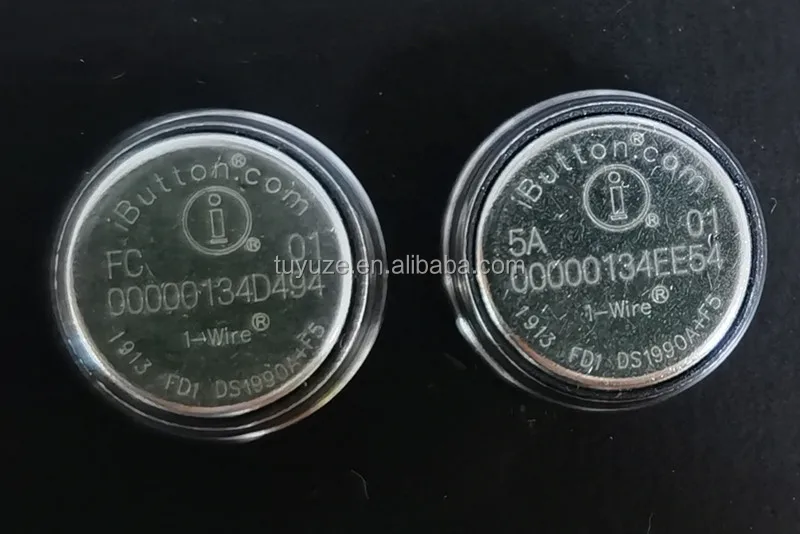 iButton.com®
i®
FC 01
00000134D494
1-Wire®
1913 FD1 DS1990A+F5
iButton.com®
i®
5A 01
00000134EE54
1-Wire®
1913 FD1 DS1990A+F5
tuyuze.en.alibaba.com